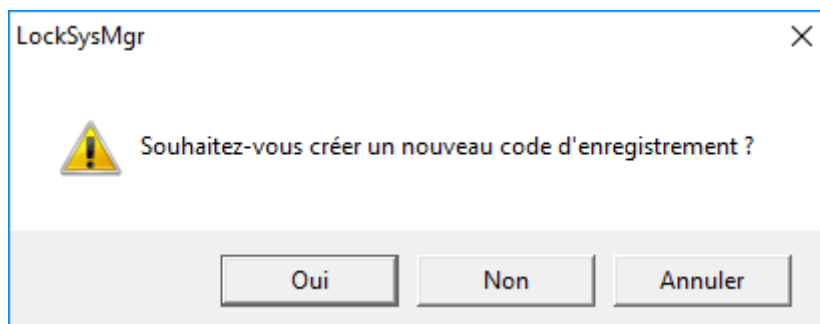 LockSysMgr
Souhaitez-vous créer un nouveau code d'enregistrement ?
Oui
Non
Annuler